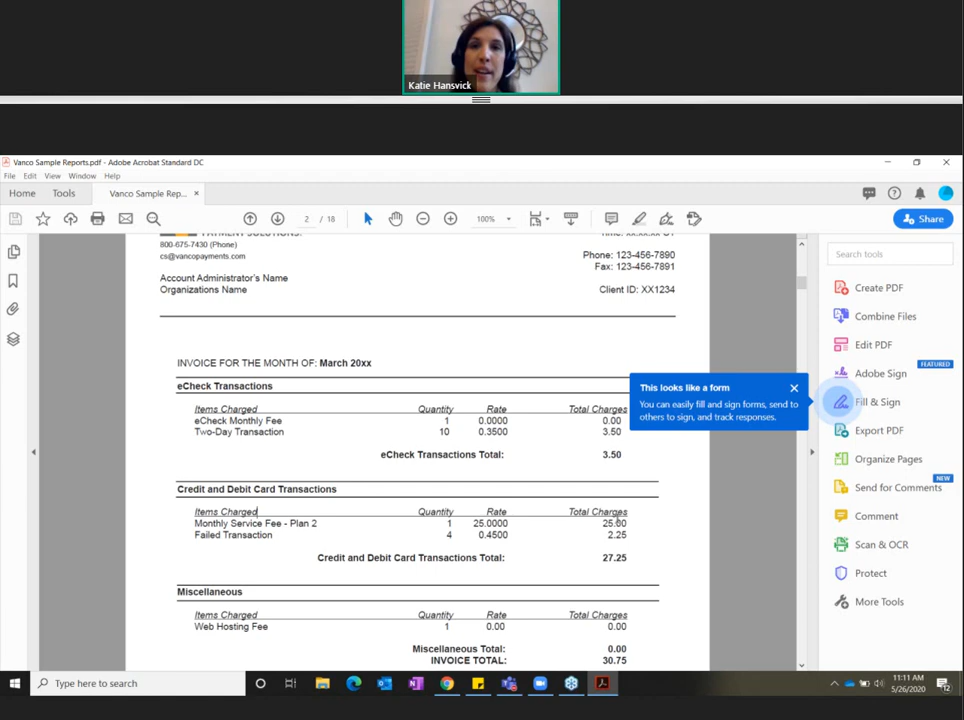 Katie Hansvick
Vanco Sample Reports.pdf - Adobe Acrobat Standard DC
File Edit View Window Help
Home Tools Vanco Sample Rep... ×
2 / 18 100% Share
PAYMENT SOLUTIONS.
800-675-7430 (Phone)
cs@vancopayments.com
Phone: 123-456-7890
Fax: 123-456-7891
Account Administrator's Name
Organizations Name
Client ID: XX1234
INVOICE FOR THE MONTH OF: March 20xx
eCheck Transactions
Items Charged Quantity Rate Total Charges
eCheck Monthly Fee 1 0.0000 0.00
Two-Day Transaction 10 0.3500 3.50
eCheck Transactions Total: 3.50
Credit and Debit Card Transactions
Items Charged Quantity Rate Total Charges
Monthly Service Fee - Plan 2 1 25.0000 25.00
Failed Transaction 4 0.4500 2.25
Credit and Debit Card Transactions Total: 27.25
Miscellaneous
Items Charged Quantity Rate Total Charges
Web Hosting Fee 1 0.00 0.00
Miscellaneous Total: 0.00
INVOICE TOTAL: 30.75
This looks like a form
You can easily fill and sign forms, send to
others to sign, and track responses.
Search tools
Create PDF
Combine Files
Edit PDF
FEATURED
Adobe Sign
Fill & Sign
Export PDF
Organize Pages
NEW
Send for Comments
Comment
Scan & OCR
Protect
More Tools
Type here to search
11:11 AM
5/26/2020
12